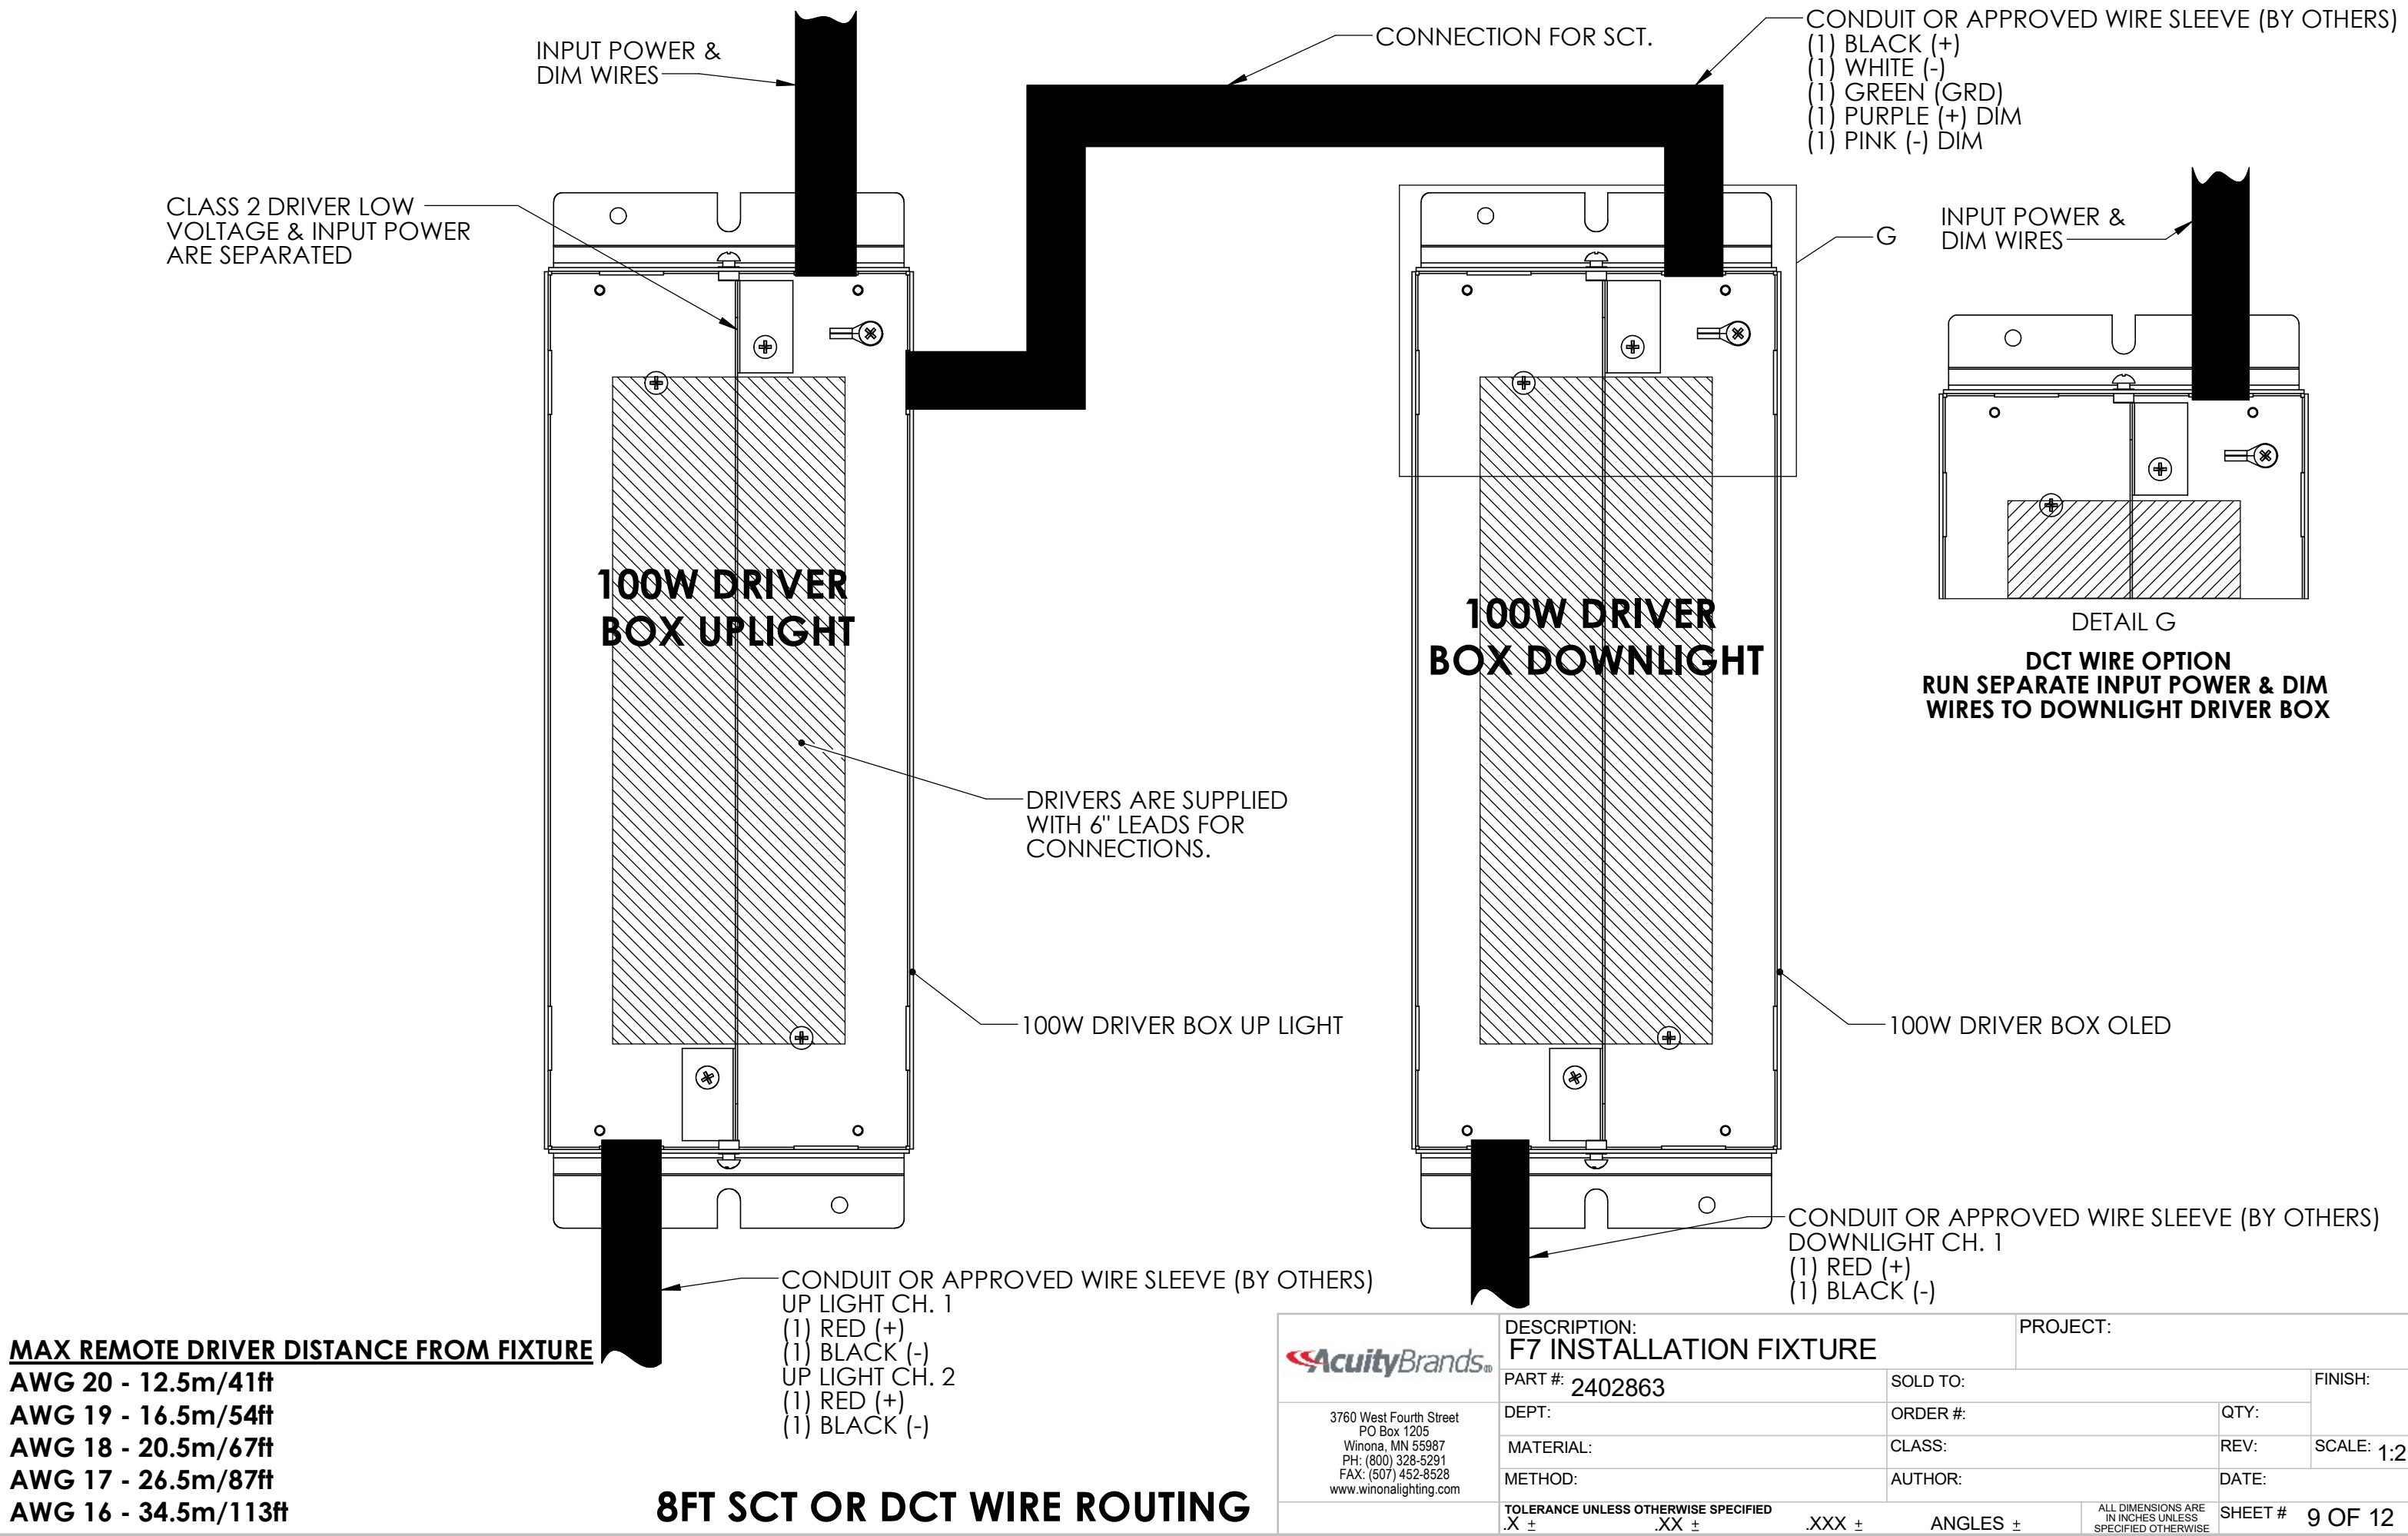 INPUT POWER &
DIM WIRES
CONNECTION FOR SCT.
CONDUIT OR APPROVED WIRE SLEEVE (BY OTHERS)
(1) BLACK (+)
(1) WHITE (-)
(1) GREEN (GRD)
(1) PURPLE (+) DIM
(1) PINK (-) DIM
CLASS 2 DRIVER LOW
VOLTAGE & INPUT POWER
ARE SEPARATED
G
INPUT POWER &
DIM WIRES
100W DRIVER
BOX UPLIGHT
100W DRIVER
BOX DOWNLIGHT
DETAIL G
DCT WIRE OPTION
RUN SEPARATE INPUT POWER & DIM
WIRES TO DOWNLIGHT DRIVER BOX
DRIVERS ARE SUPPLIED
WITH 6" LEADS FOR
CONNECTIONS.
100W DRIVER BOX UP LIGHT
100W DRIVER BOX OLED
CONDUIT OR APPROVED WIRE SLEEVE (BY OTHERS)
DOWNLIGHT CH. 1
(1) RED (+)
(1) BLACK (-)
CONDUIT OR APPROVED WIRE SLEEVE (BY OTHERS)
UP LIGHT CH. 1
(1) RED (+)
(1) BLACK (-)
UP LIGHT CH. 2
(1) RED (+)
(1) BLACK (-)
MAX REMOTE DRIVER DISTANCE FROM FIXTURE
AWG 20 - 12.5m/41ft
AWG 19 - 16.5m/54ft
AWG 18 - 20.5m/67ft
AWG 17 - 26.5m/87ft
AWG 16 - 34.5m/113ft
8FT SCT OR DCT WIRE ROUTING
AcuityBrands®
3760 West Fourth Street
PO Box 1205
Winona, MN 55987
PH: (800) 328-5291
FAX: (507) 452-8528
www.winonalighting.com
DESCRIPTION:
F7 INSTALLATION FIXTURE
PROJECT:
PART #: 2402863
SOLD TO:
FINISH:
DEPT:
ORDER #:
QTY:
MATERIAL:
CLASS:
REV:
SCALE: 1:2
METHOD:
AUTHOR:
DATE:
TOLERANCE UNLESS OTHERWISE SPECIFIED
.X ± .XX ± .XXX ± ANGLES ±
ALL DIMENSIONS ARE
IN INCHES UNLESS
SPECIFIED OTHERWISE
SHEET # 9 OF 12